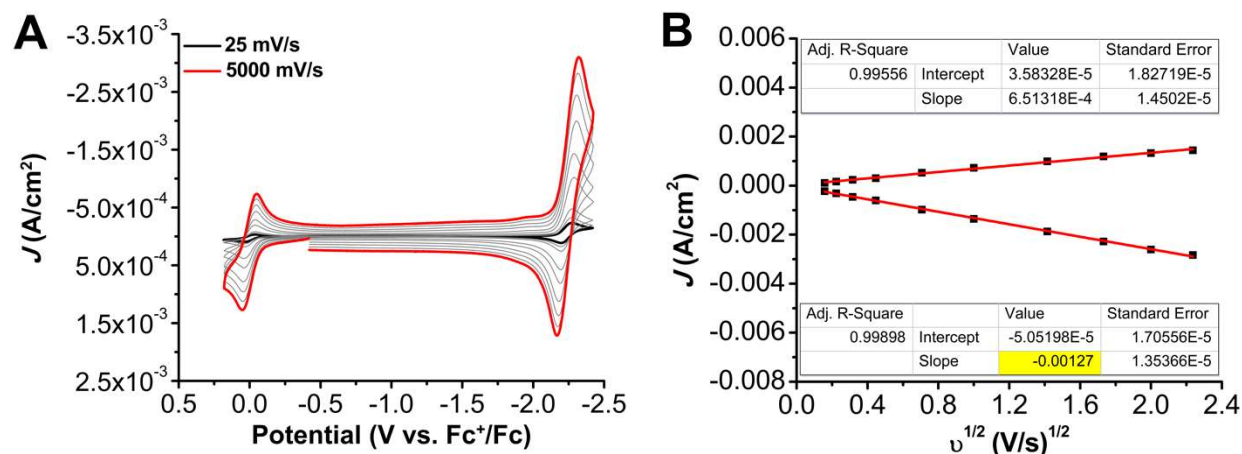 A
-3.5x10⁻³
-2.5x10⁻³
-1.5x10⁻³
-5.0x10⁻⁴
5.0x10⁻⁴
1.5x10⁻³
2.5x10⁻³
J (A/cm²)
25 mV/s
5000 mV/s
0.5 0.0 -0.5 -1.0 -1.5 -2.0 -2.5
Potential (V vs. Fc⁺/Fc)
B
0.006
0.004
0.002
0.000
-0.002
-0.004
-0.006
-0.008
J (A/cm²)
Adj. R-Square Value Standard Error
0.99556 Intercept 3.58328E-5 1.82719E-5
Slope 6.51318E-4 1.4502E-5
Adj. R-Square Value Standard Error
0.99898 Intercept -5.05198E-5 1.70556E-5
Slope -0.00127 1.35366E-5
0.0 0.4 0.8 1.2 1.6 2.0 2.4
υ¹ᐟ² (V/s)¹ᐟ²